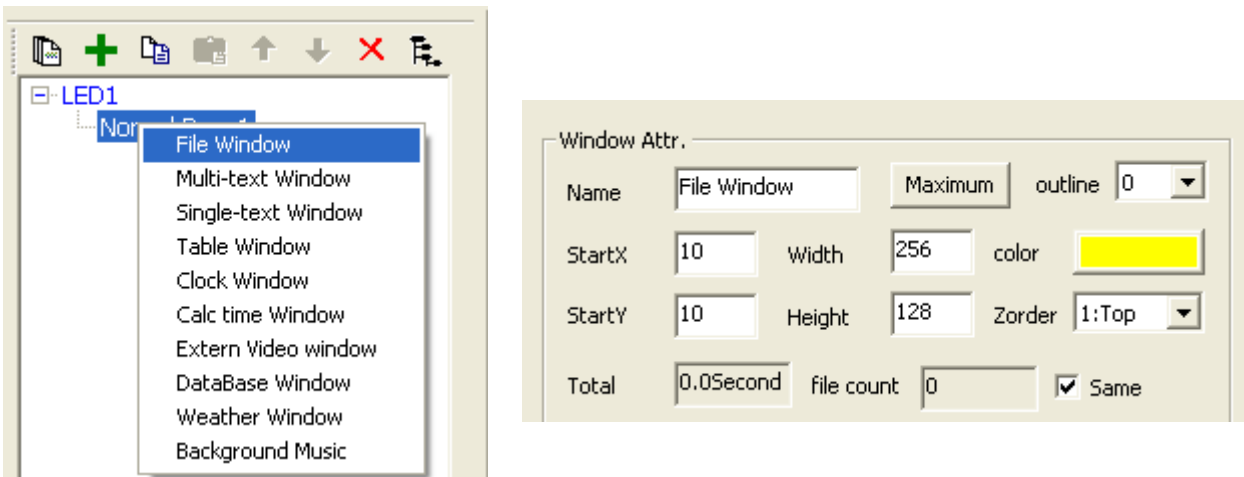 LED1
File Window
Multi-text Window
Single-text Window
Table Window
Clock Window
Calc time Window
Extern Video window
DataBase Window
Weather Window
Background Music
Window Attr.
Name File Window Maximum outline 0
StartX 10 Width 256 color
StartY 10 Height 128 Zorder 1:Top
Total 0.0Second file count 0 Same